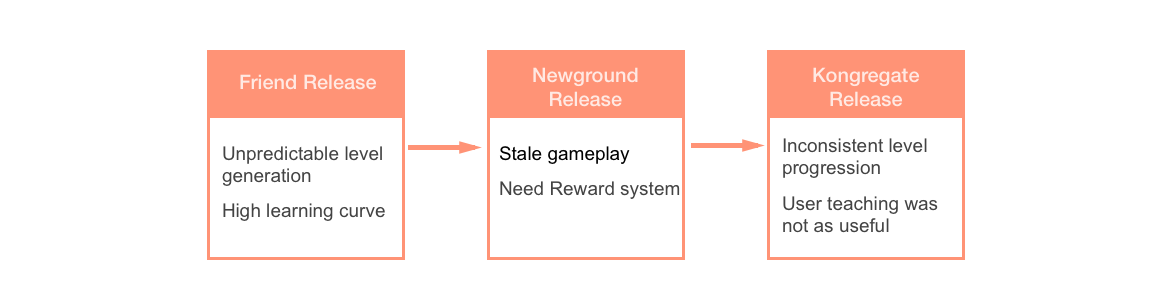 Friend Release
Unpredictable level
generation
High learning curve
Newground
Release
Stale gameplay
Need Reward system
Kongregate
Release
Inconsistent level
progression
User teaching was
not as useful